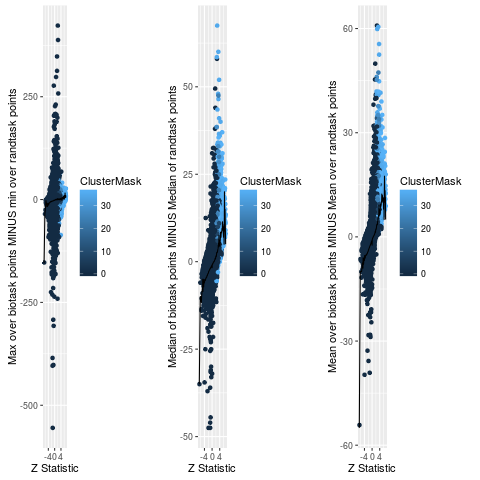 Max over biotask points MINUS min over randtask points
250
0
-250
-500
-4 0 4
Z Statistic
ClusterMask
30
20
10
0
Median of biotask points MINUS Median of randtask points
50
25
0
-25
-50
-4 0 4
Z Statistic
ClusterMask
30
20
10
0
Mean over biotask points MINUS Mean over randtask points
60
30
0
-30
-60
-4 0 4
Z Statistic
ClusterMask
30
20
10
0